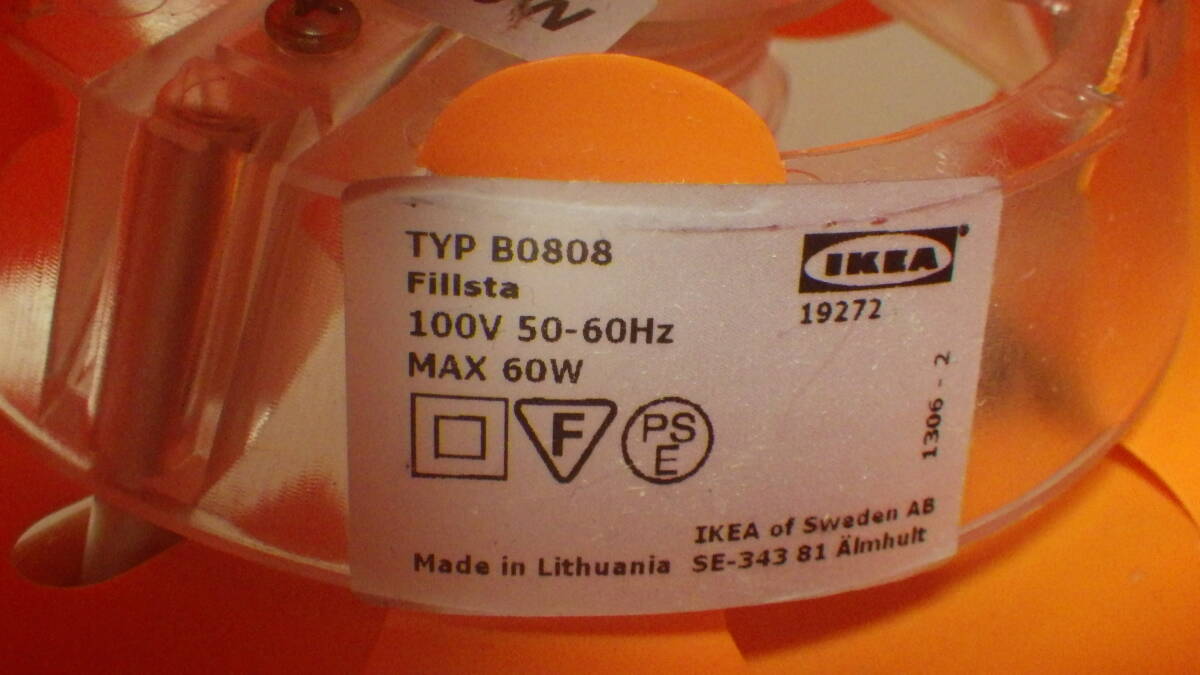 TYP B0808
Fillsta
100V 50-60Hz
MAX 60W
F
PS
E
IKEA
19272
1306 - 2
Made in Lithuania
IKEA of Sweden AB
SE-343 81 Älmhult